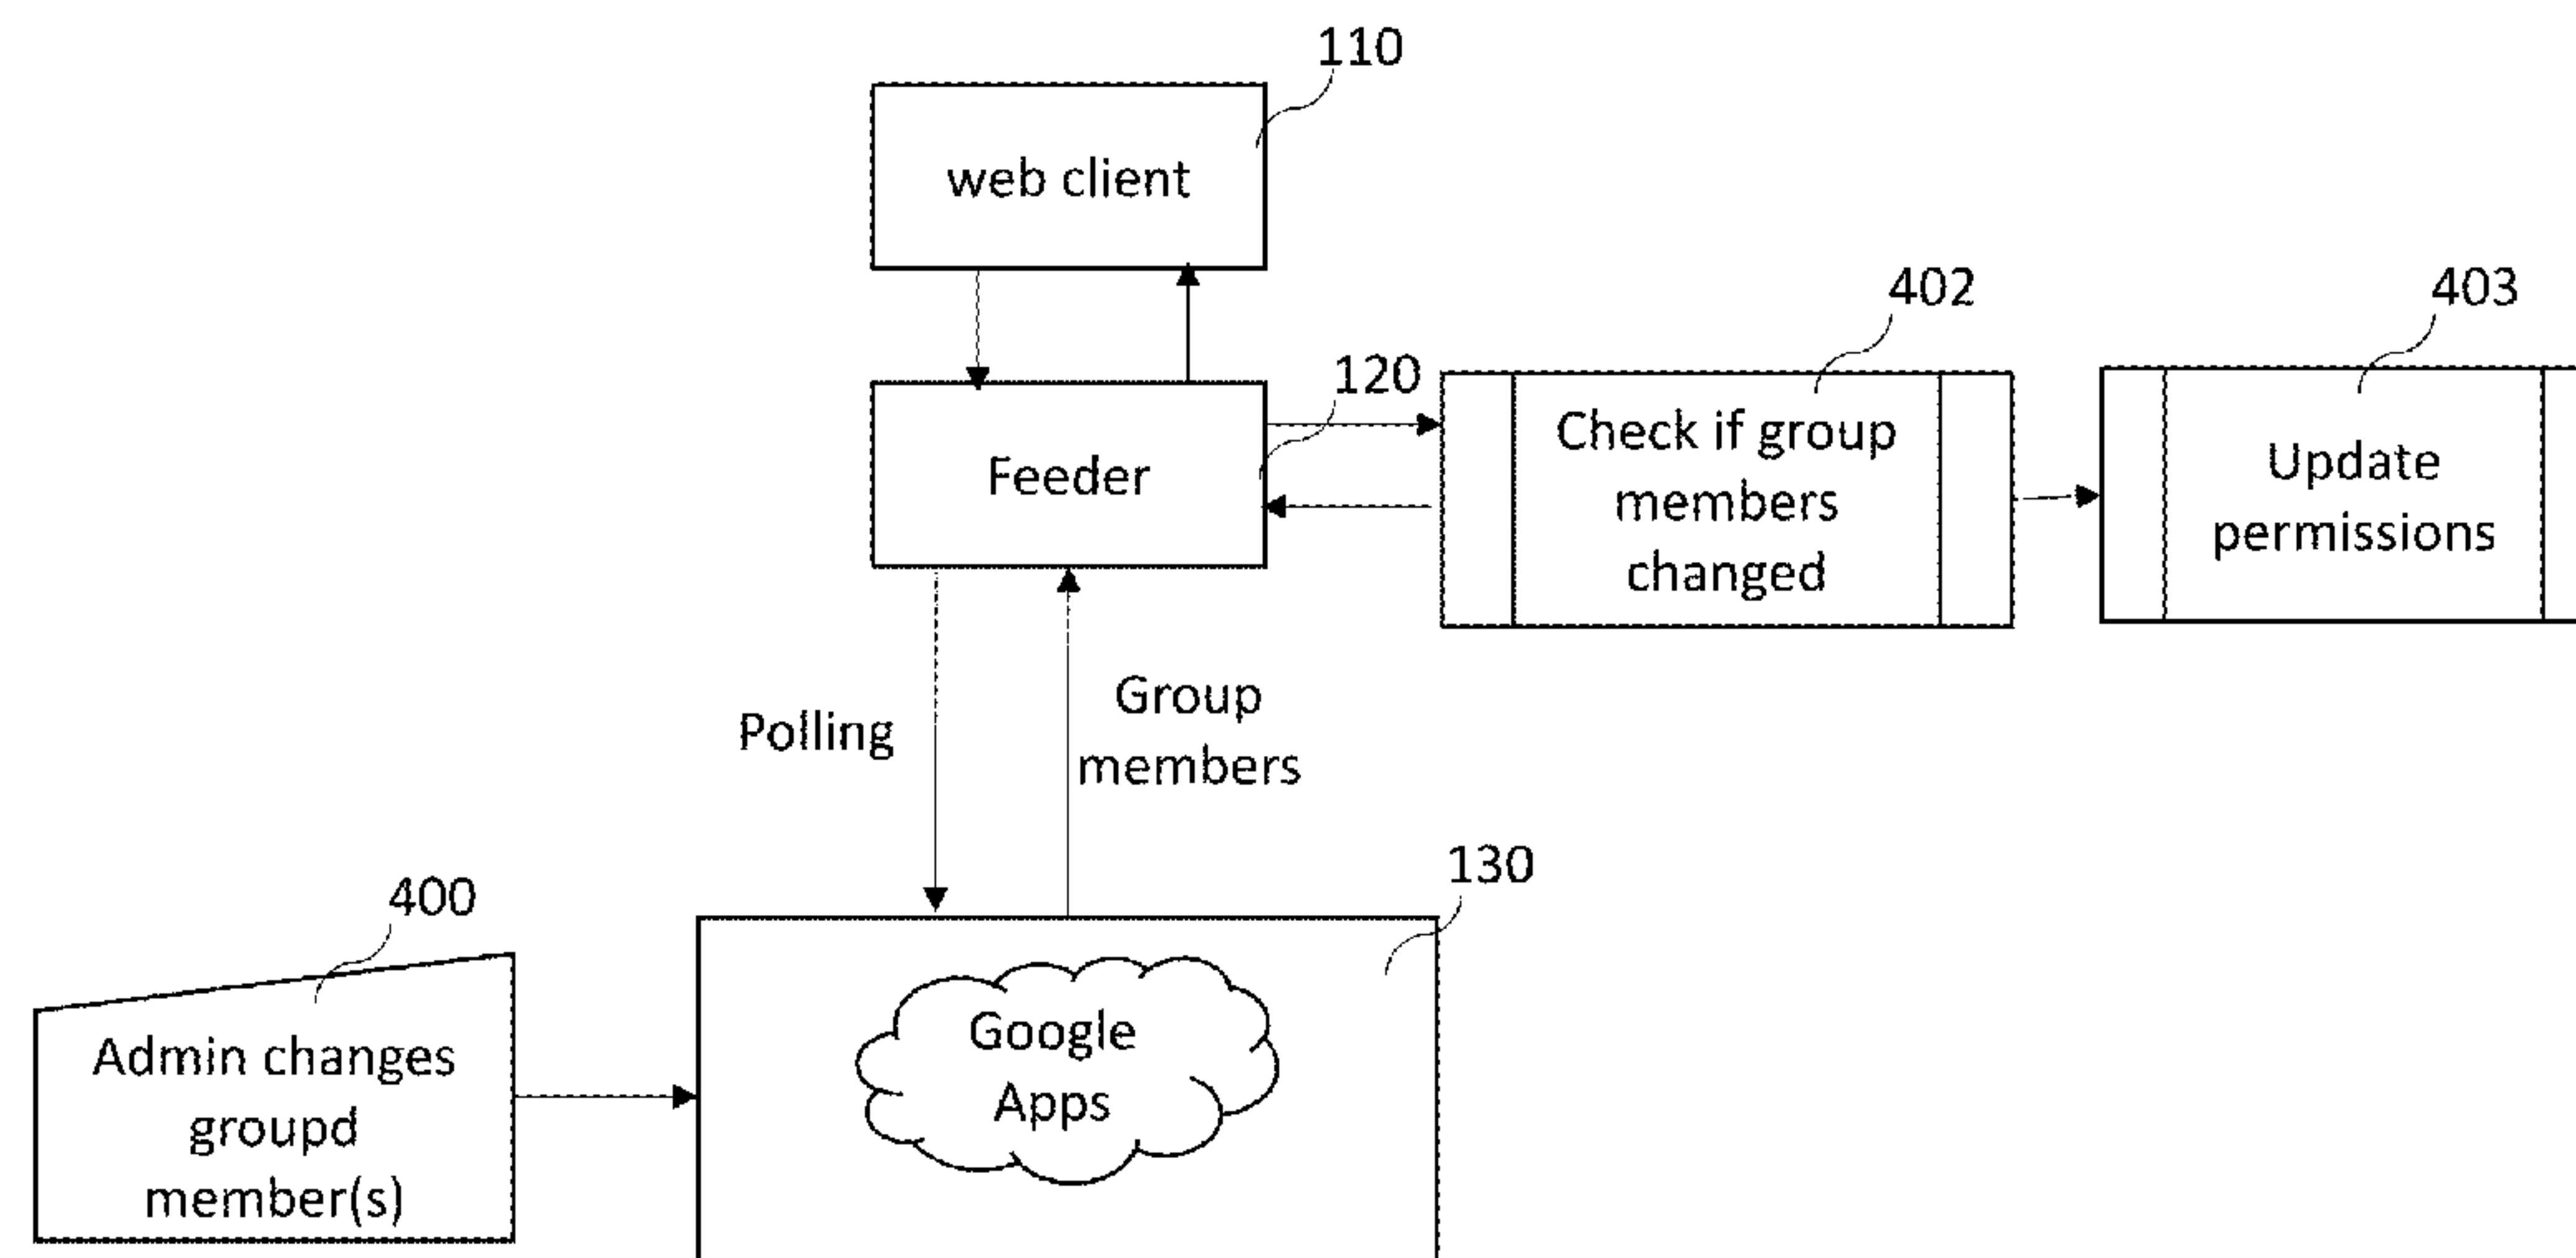 110
web client
402
403
120
Check if group
members
changed
Feeder
Update
permissions
Polling
Group
members
130
400
Google
Apps
Admin changes
groupd
member(s)